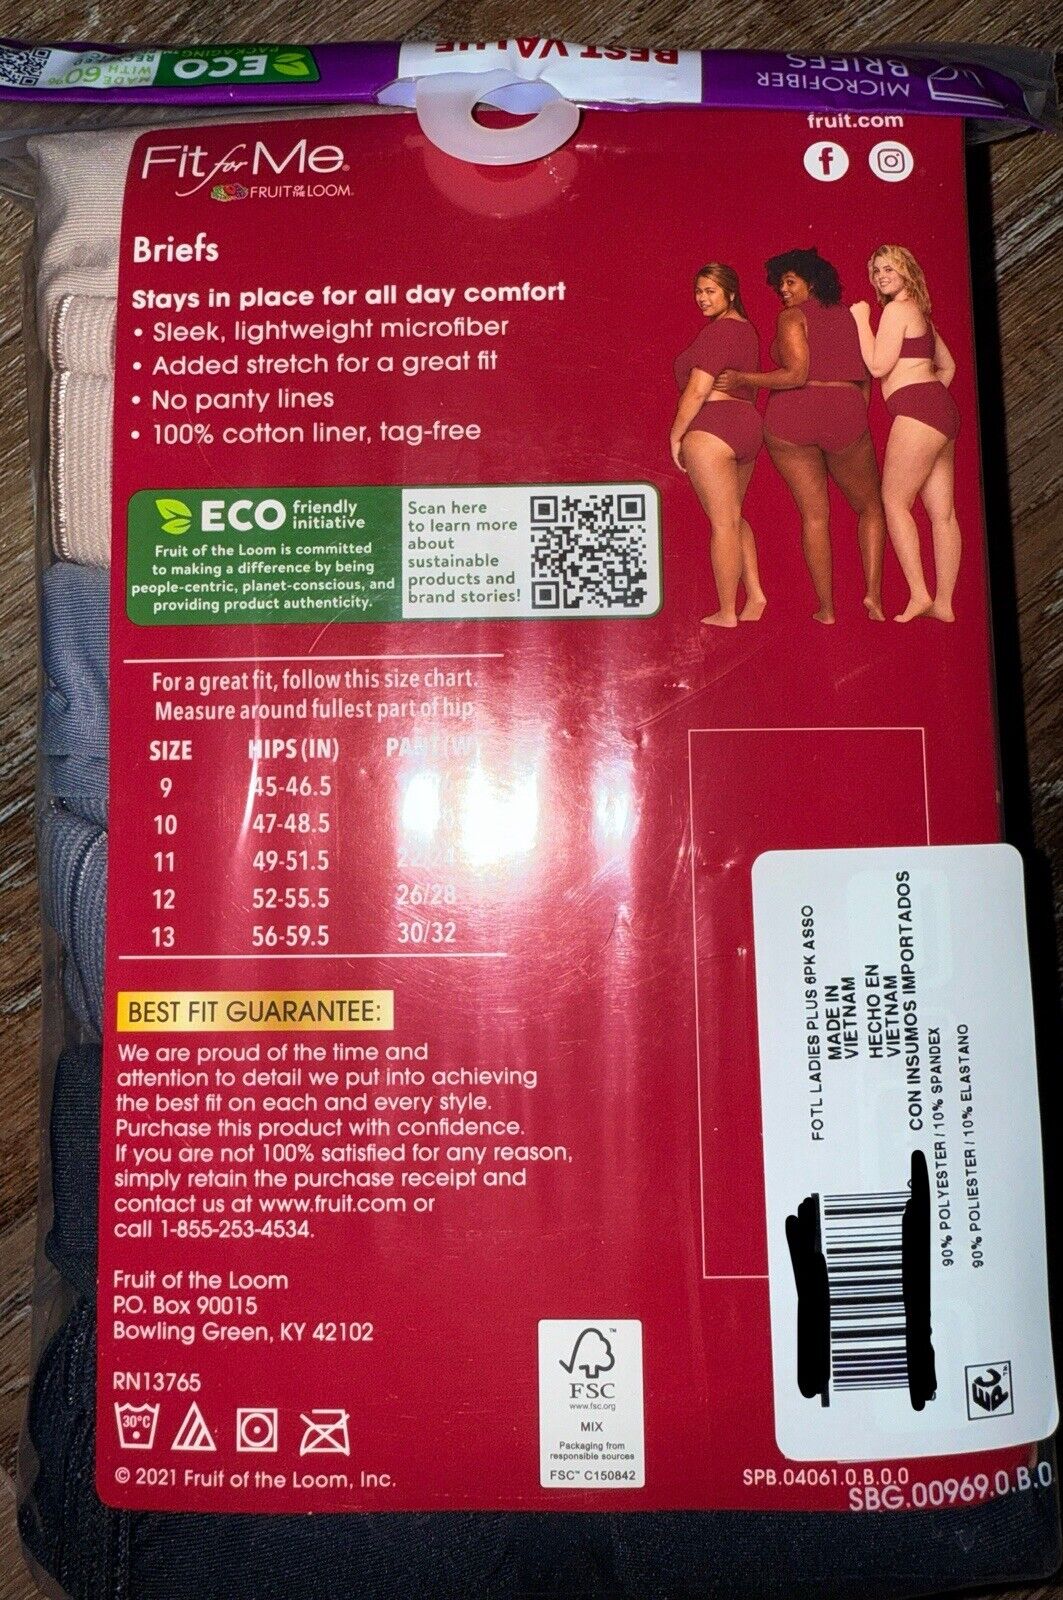 ECO
MADE WITH 60%
PACKAGING
BEST VALUE
MICROFIBER
BRIEFS
fruit.com
Fit for Me®
FRUIT OF THE LOOM®
Briefs
Stays in place for all day comfort
• Sleek, lightweight microfiber
• Added stretch for a great fit
• No panty lines
• 100% cotton liner, tag-free
ECO friendly
initiative
Fruit of the Loom is committed
to making a difference by being
people-centric, planet-conscious, and
providing product authenticity.
Scan here
to learn more
about
sustainable
products and
brand stories!
For a great fit, follow this size chart.
Measure around fullest part of hip
SIZE HIPS (IN) PANT (W)
9 45-46.5
10 47-48.5
11 49-51.5
12 52-55.5 26/28
13 56-59.5 30/32
BEST FIT GUARANTEE:
We are proud of the time and
attention to detail we put into achieving
the best fit on each and every style.
Purchase this product with confidence.
If you are not 100% satisfied for any reason,
simply retain the purchase receipt and
contact us at www.fruit.com or
call 1-855-253-4534.
Fruit of the Loom
P.O. Box 90015
Bowling Green, KY 42102
RN13765
30°C
© 2021 Fruit of the Loom, Inc.
FSC™
www.fsc.org
MIX
Packaging from
responsible sources
FSC™ C150842
FOTL LADIES PLUS 6PK ASSO
MADE IN
VIETNAM
HECHO EN
VIETNAM
CON INSUMOS IMPORTADOS
90% POLYESTER / 10% SPANDEX
90% POLIESTER / 10% ELASTANO
EPC™
SPB.04061.0.B.0.0
SBG.00969.0.B.0